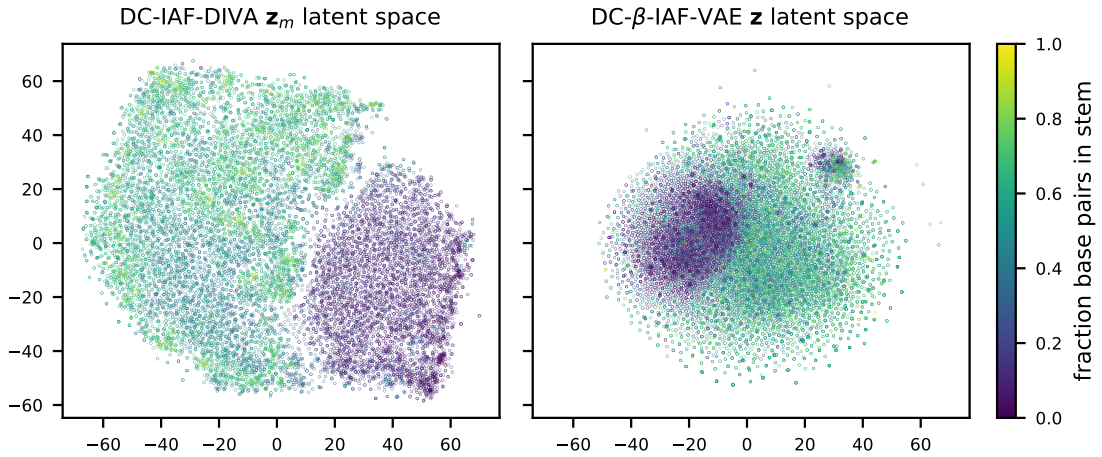 DC-IAF-DIVA z_m latent space
DC-β-IAF-VAE z latent space
60
40
20
0
−20
−40
−60
−60 −40 −20 0 20 40 60
−60 −40 −20 0 20 40 60
1.0
0.8
0.6
0.4
0.2
0.0
fraction base pairs in stem